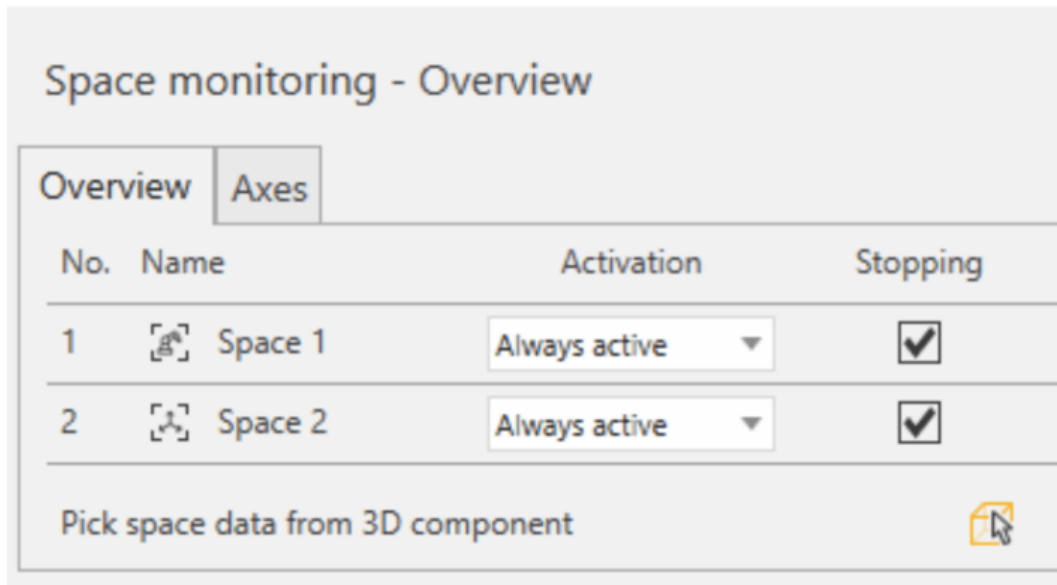 Space monitoring - Overview
Overview Axes
No. Name Activation Stopping
1 Space 1 Always active
2 Space 2 Always active
Pick space data from 3D component